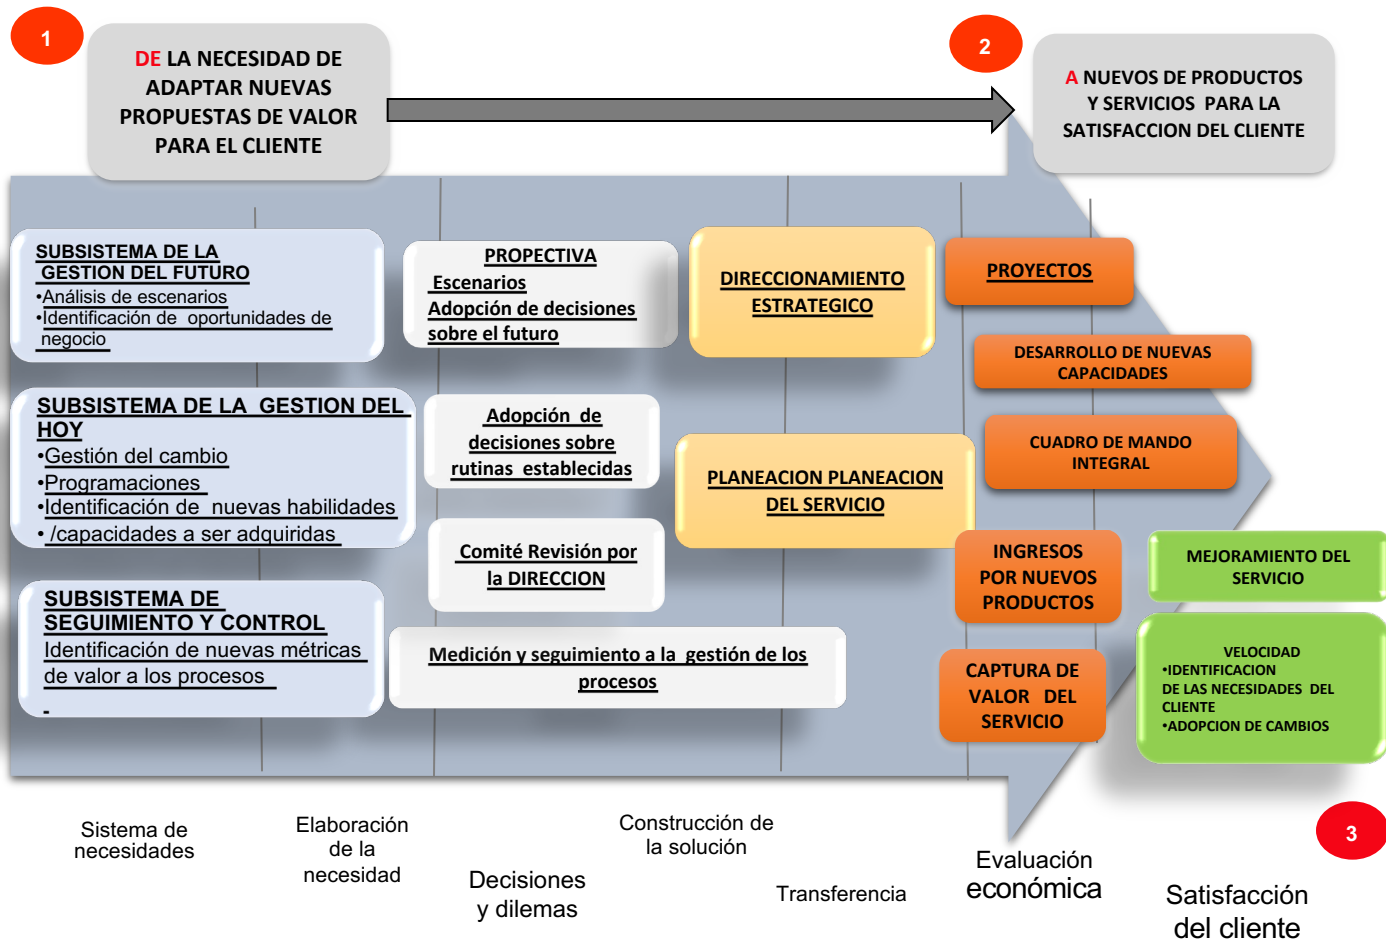 1
DE LA NECESIDAD DE
ADAPTAR NUEVAS
PROPUESTAS DE VALOR
PARA EL CLIENTE
2
A NUEVOS DE PRODUCTOS
Y SERVICIOS PARA LA
SATISFACCION DEL CLIENTE
SUBSISTEMA DE LA
GESTION DEL FUTURO
•Análisis de escenarios
•Identificación de oportunidades de
negocio
PROPECTIVA
Escenarios
Adopción de decisiones
sobre el futuro
DIRECCIONAMIENTO
ESTRATEGICO
PROYECTOS
DESARROLLO DE NUEVAS
CAPACIDADES
SUBSISTEMA DE LA GESTION DEL
HOY
•Gestión del cambio
•Programaciones
•Identificación de nuevas habilidades
• /capacidades a ser adquiridas
Adopción de
decisiones sobre
rutinas establecidas
PLANEACION PLANEACION
DEL SERVICIO
CUADRO DE MANDO
INTEGRAL
Comité Revisión por
la DIRECCION
INGRESOS
POR NUEVOS
PRODUCTOS
MEJORAMIENTO DEL
SERVICIO
SUBSISTEMA DE
SEGUIMIENTO Y CONTROL
Identificación de nuevas métricas
de valor a los procesos
-
Medición y seguimiento a la gestión de los
procesos
CAPTURA DE
VALOR DEL
SERVICIO
VELOCIDAD
•IDENTIFICACION
DE LAS NECESIDADES DEL
CLIENTE
•ADOPCION DE CAMBIOS
3
Sistema de
necesidades
Elaboración
de la
necesidad
Decisiones
y dilemas
Construcción de
la solución
Transferencia
Evaluación
económica
Satisfacción
del cliente